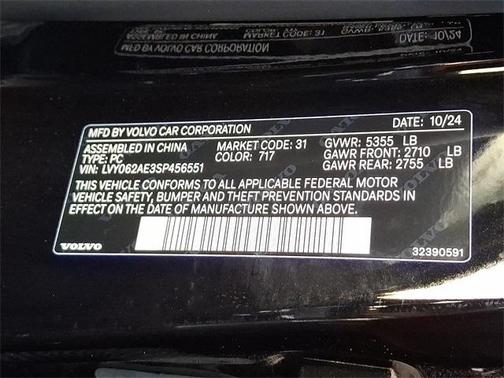 DATE: 10/24
MFD BY VOLVO CAR CORPORATION
ASSEMBLED IN CHINA MARKET CODE: 31 GVWR: 5355 LB
TYPE: PC COLOR: 717 GAWR FRONT: 2710 LB
VIN: LVY062AE3SP456551 GAWR REAR: 2755 LB
THIS VEHICLE CONFORMS TO ALL APPLICABLE FEDERAL MOTOR
VEHICLE SAFETY, BUMPER AND THEFT PREVENTION STANDARDS IN
EFFECT ON THE DATE OF MANUFACTURE SHOWN ABOVE.
VOLVO 32390591